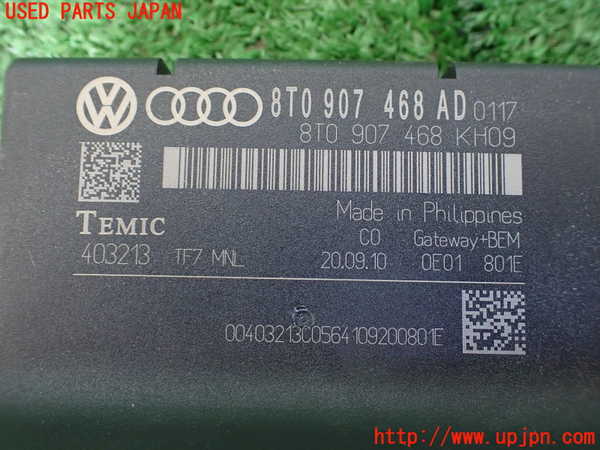 USED PARTS JAPAN
8T0 907 468 AD 0117
8T0 907 468 KH09
TEMIC
Made in Philippines
C0 Gateway+BEM
403213 TF7 MNL 20.09.10 0E01 801E
00403213C0564109200801E
http://www.upjpn.com/